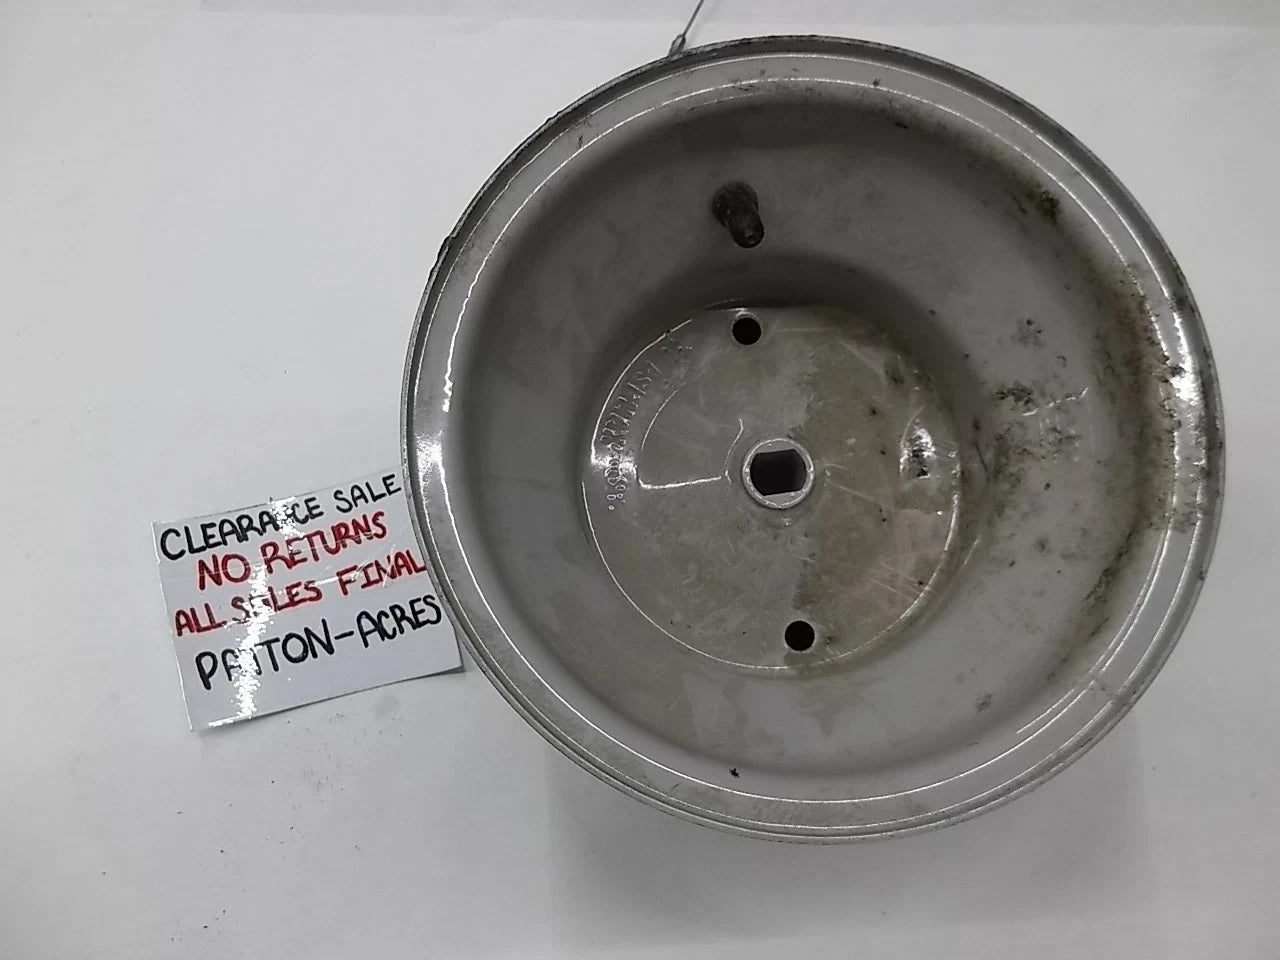 CLEARANCE SALE
NO RETURNS
ALL SALES FINAL
PATTON-ACRES